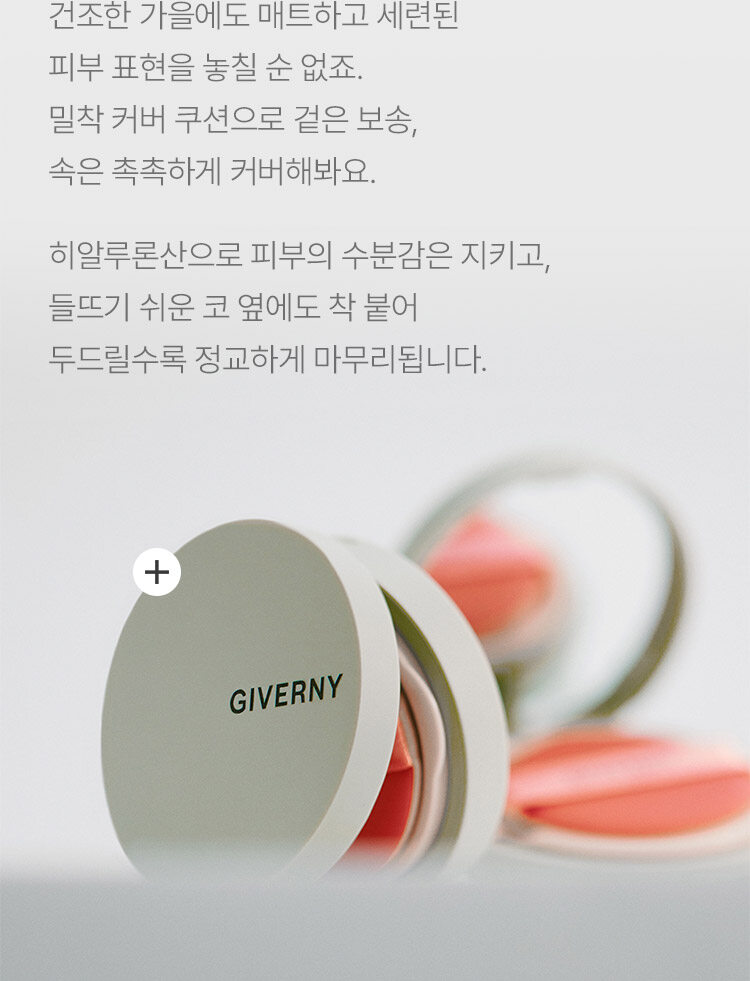 건조한 가을에도 매트하고 세련된
피부 표현을 놓칠 순 없죠.
밀착 커버 쿠션으로 겉은 보송,
속은 촉촉하게 커버해봐요.
히알루론산으로 피부의 수분감은 지키고,
들뜨기 쉬운 코 옆에도 착 붙어
두드릴수록 정교하게 마무리됩니다.
GIVERNY